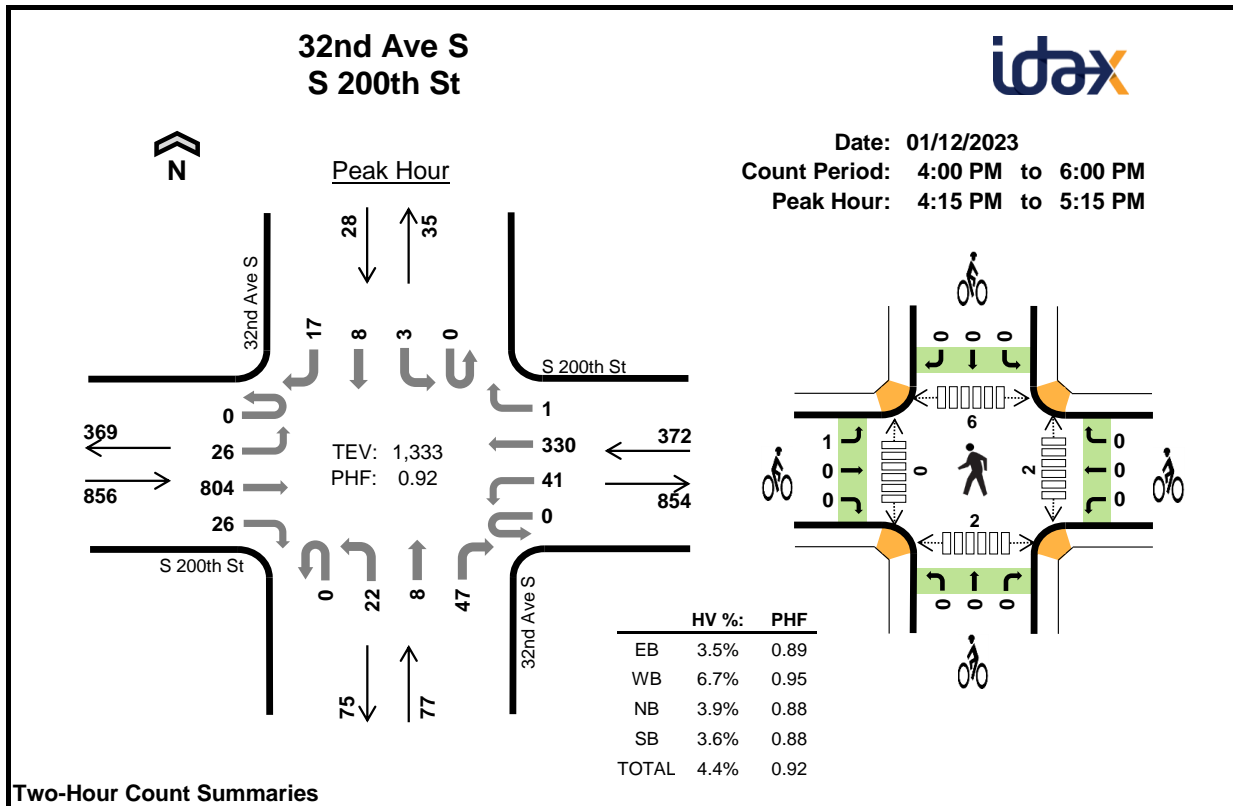 32nd Ave S
S 200th St
idax
Date: 01/12/2023
Count Period: 4:00 PM to 6:00 PM
Peak Hour: 4:15 PM to 5:15 PM
N
Peak Hour
28
35
32nd Ave S
17
8
3
0
S 200th St
0
26
804
26
369
856
TEV: 1,333
PHF: 0.92
1
330
41
0
372
854
S 200th St
0
22
8
47
32nd Ave S
75
77
0
0
0
6
1
0
0
0
2
0
0
0
2
0
0
0
HV %: PHF
EB 3.5% 0.89
WB 6.7% 0.95
NB 3.9% 0.88
SB 3.6% 0.88
TOTAL 4.4% 0.92
Two-Hour Count Summaries